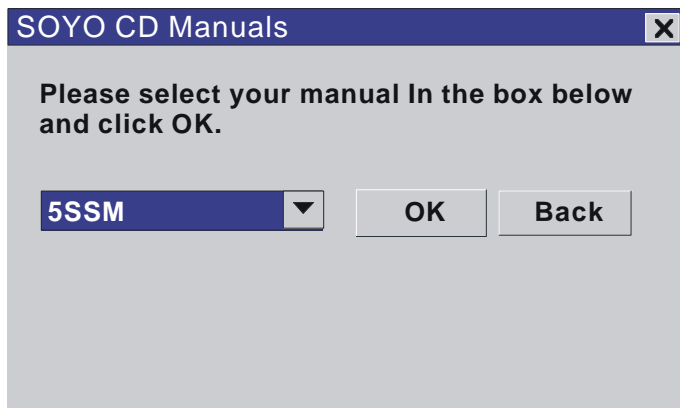 SOYO CD Manuals
Please select your manual In the box below
and click OK.
5SSM
OK
Back